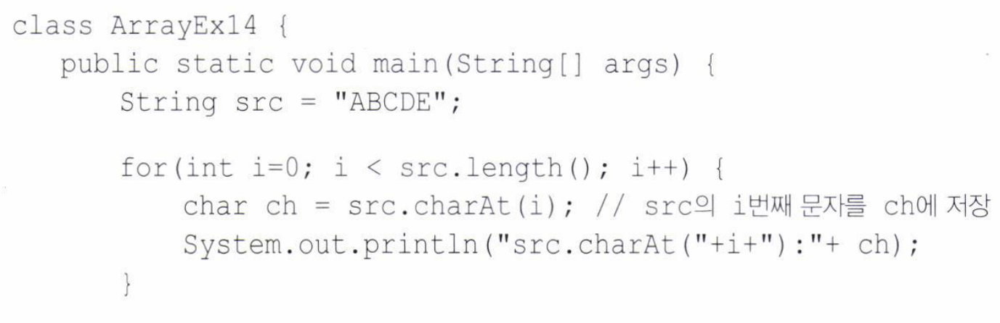 class ArrayEx14 {
public static void main(String[] args) {
String src = "ABCDE";
for(int i=0; i < src.length(); i++) {
char ch = src.charAt(i); // src의 i번째 문자를 ch에 저장
System.out.println("src.charAt("+i+"):"+ ch);
}